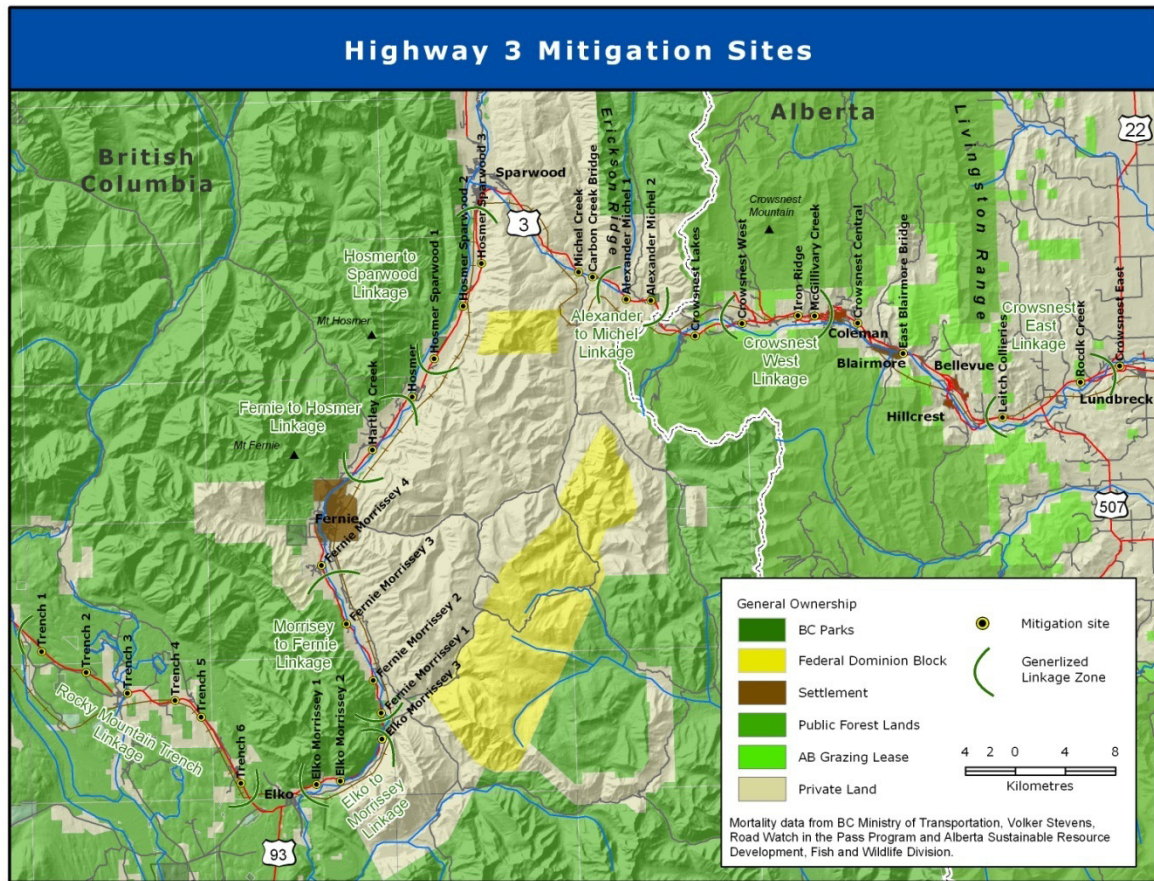 Highway 3 Mitigation Sites
British
Columbia
Alberta
Erickson Ridge
Livingston Range
22
3
507
93
Sparwood
Hosmer Sparwood 3
Hosmer Sparwood 2
Hosmer Sparwood 1
Hosmer to
Sparwood
Linkage
Mt Hosmer
Hosmer
Hartley Creek
Fernie to Hosmer
Linkage
Mt Fernie
Fernie
Fernie Morrissey 4
Fernie Morrissey 3
Fernie Morrissey 2
Fernie Morrissey 1
Morrisey
to Fernie
Linkage
Elko Morrissey 3
Elko Morrissey 2
Elko Morrissey 1
Elko to
Morrissey
Linkage
Elko
Trench 1
Trench 2
Trench 3
Trench 4
Trench 5
Trench 6
Rocky Mountain Trench
Linkage
Michel Creek
Carbon Creek Bridge
Alexander Michel 1
Alexander Michel 2
Alexander
to Michel
Linkage
Crowsnest Lakes
Crowsnest West
Crowsnest
Mountain
Iron Ridge
McGillivary Creek
Crowsnest Central
East Blairmore Bridge
Crowsnest
West
Linkage
Coleman
Blairmore
Bellevue
Hillcrest
Leitch Collieries
Crowsnest
East Linkage
Rocdk Creek
Crowsnest East
Lundbreck
General Ownership
BC Parks
Federal Dominion Block
Settlement
Public Forest Lands
AB Grazing Lease
Private Land
Mitigation site
Generlized
Linkage Zone
4 2 0 4 8
Kilometres
Mortality data from BC Ministry of Transportation, Volker Stevens,
Road Watch in the Pass Program and Alberta Sustainable Resource
Development, Fish and Wildlife Division.